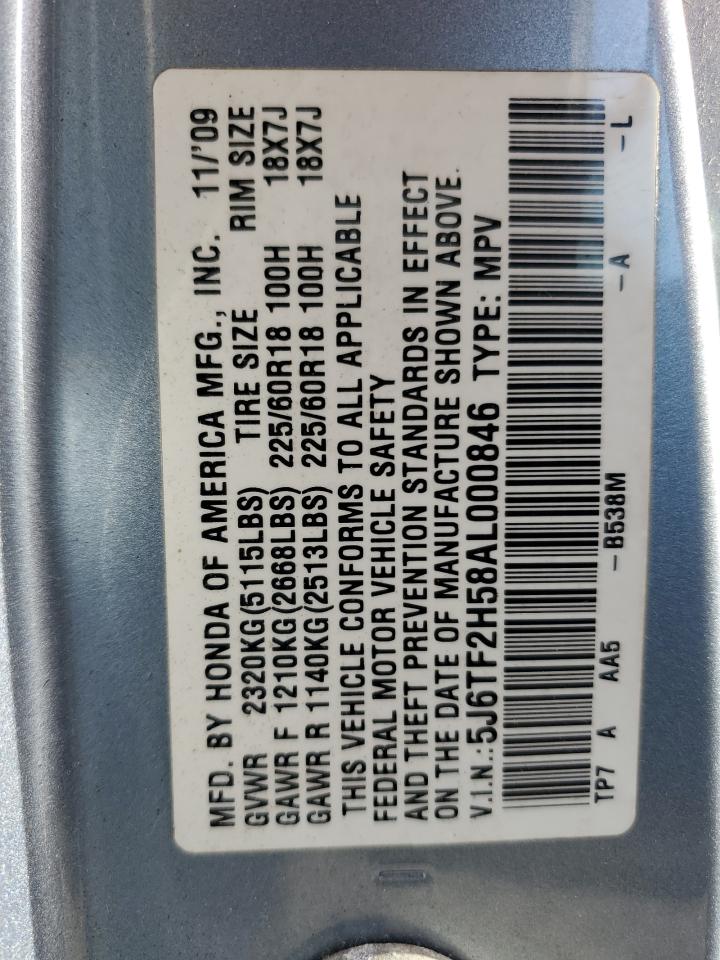 MFD. BY HONDA OF AMERICA MFG., INC. 11/'09
GVWR 2320KG(5115LBS) TIRE SIZE RIM SIZE
GAWR F 1210KG(2668LBS) 225/60R18 100H 18X7J
GAWR R 1140KG(2513LBS) 225/60R18 100H 18X7J
THIS VEHICLE CONFORMS TO ALL APPLICABLE
FEDERAL MOTOR VEHICLE SAFETY
AND THEFT PREVENTION STANDARDS IN EFFECT
ON THE DATE OF MANUFACTURE SHOWN ABOVE.
V.I.N.:5J6TF2H58AL000846 TYPE: MPV
TP7 A AA5 -B538M -A -L